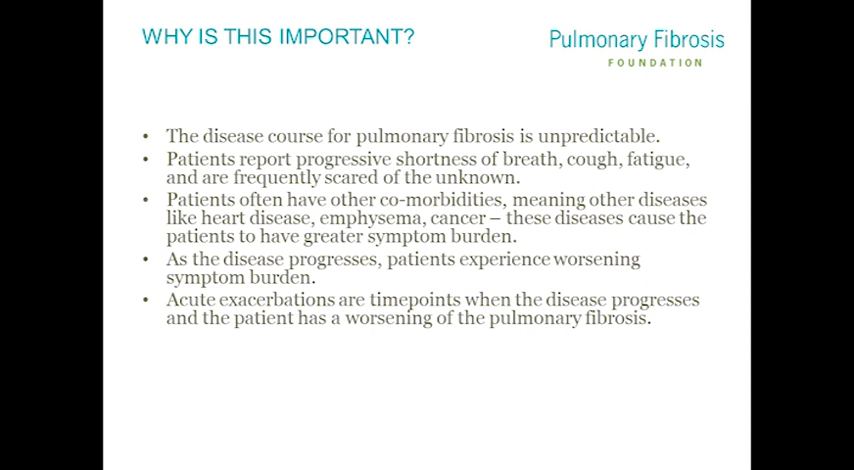 WHY IS THIS IMPORTANT?
Pulmonary Fibrosis
FOUNDATION
• The disease course for pulmonary fibrosis is unpredictable.
• Patients report progressive shortness of breath, cough, fatigue,
and are frequently scared of the unknown.
• Patients often have other co-morbidities, meaning other diseases
like heart disease, emphysema, cancer – these diseases cause the
patients to have greater symptom burden.
• As the disease progresses, patients experience worsening
symptom burden.
• Acute exacerbations are timepoints when the disease progresses
and the patient has a worsening of the pulmonary fibrosis.